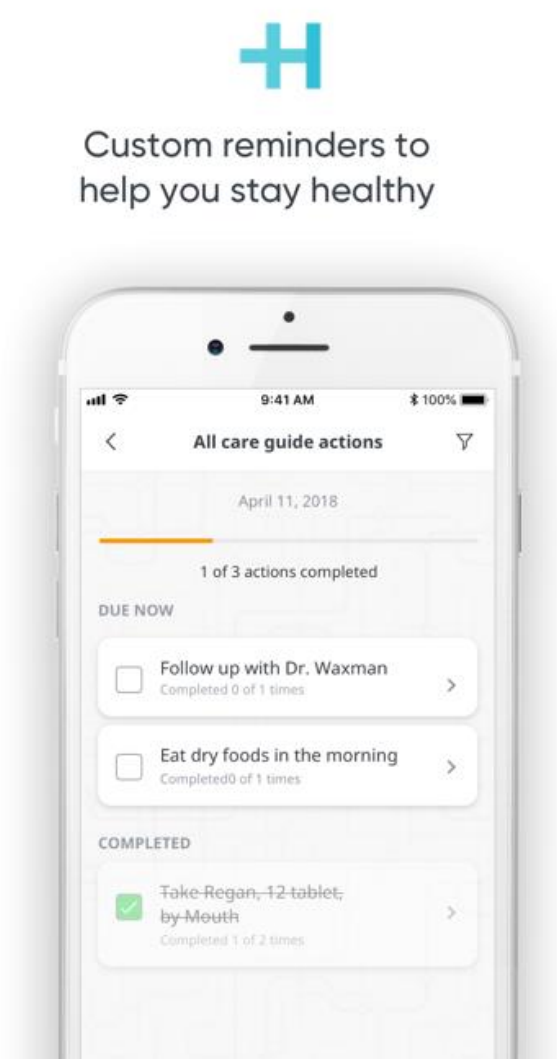 Custom reminders to
help you stay healthy
9:41 AM
100%
All care guide actions
April 11, 2018
1 of 3 actions completed
DUE NOW
Follow up with Dr. Waxman
Completed 0 of 1 times
Eat dry foods in the morning
Completed0 of 1 times
COMPLETED
Take Regan, 12 tablet,
by Mouth
Completed 1 of 2 times